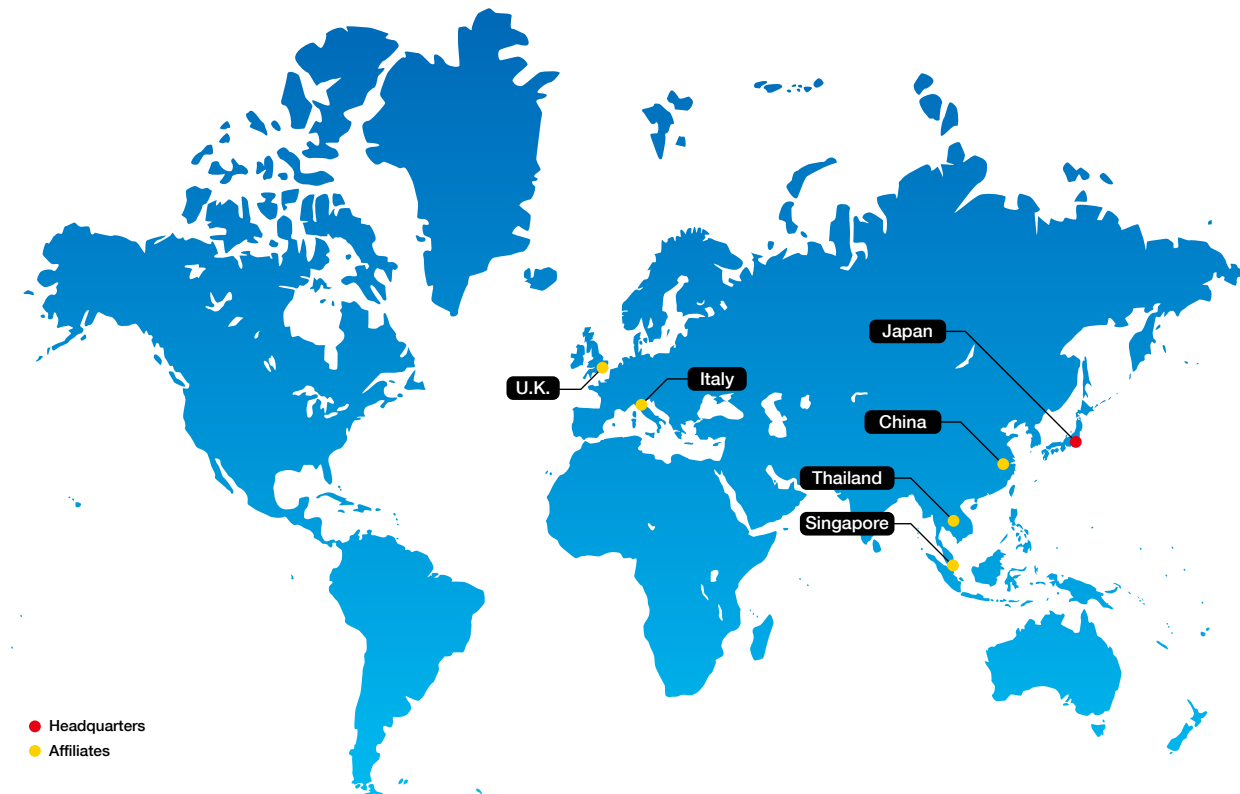 Japan
Italy
U.K.
China
Thailand
Singapore
Headquarters
Affiliates